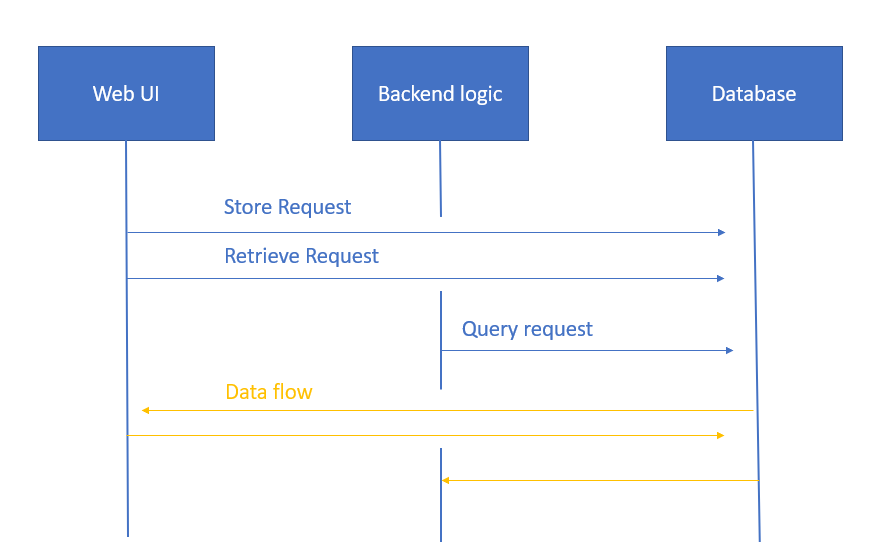 Web UI
Backend logic
Database
Store Request
Retrieve Request
Query request
Data flow